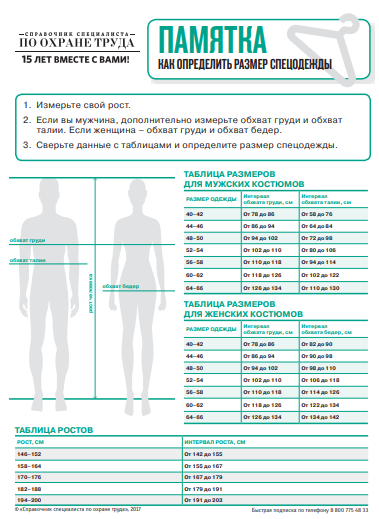 СПРАВОЧНИК СПЕЦИАЛИСТА
ПО ОХРАНЕ ТРУДА
15 ЛЕТ ВМЕСТЕ С ВАМИ!
ПАМЯТКА
КАК ОПРЕДЕЛИТЬ РАЗМЕР СПЕЦОДЕЖДЫ
1. Измерьте свой рост.
2. Если вы мужчина, дополнительно измерьте обхват груди и обхват
талии. Если женщина – обхват груди и обхват бедер.
3. Сверьте данные с таблицами и определите размер спецодежды.
обхват груди
обхват талии
рост человека
обхват бедер
ТАБЛИЦА РАЗМЕРОВ
ДЛЯ МУЖСКИХ КОСТЮМОВ
РАЗМЕР ОДЕЖДЫ Интервал обхвата груди, см Интервал обхвата талии, см
40–42 От 78 до 86 От 58 до 76
44–46 От 86 до 94 От 64 до 84
48–50 От 94 до 102 От 72 до 98
52–54 От 102 до 110 От 80 до 106
56–58 От 110 до 118 От 94 до 114
60–62 От 118 до 126 От 102 до 122
64–66 От 126 до 134 От 110 до 130
ТАБЛИЦА РАЗМЕРОВ
ДЛЯ ЖЕНСКИХ КОСТЮМОВ
РАЗМЕР ОДЕЖДЫ Интервал обхвата груди, см Интервал обхвата бедер, см
40–42 От 78 до 86 От 82 до 90
44–46 От 86 до 94 От 90 до 98
48–50 От 94 до 102 От 98 до 110
52–54 От 102 до 110 От 106 до 118
56–58 От 110 до 118 От 114 до 126
60–62 От 118 до 126 От 122 до 134
64–66 От 126 до 134 От 134 до 142
ТАБЛИЦА РОСТОВ
РОСТ, СМ ИНТЕРВАЛ РОСТА, СМ
146–152 От 142 до 155
158–164 От 155 до 167
170–176 От 167 до 179
182–188 От 179 до 191
194–200 От 191 до 203
© «Справочник специалиста по охране труда», 2017
Быстрая подписка по телефону 8 800 775 48 33